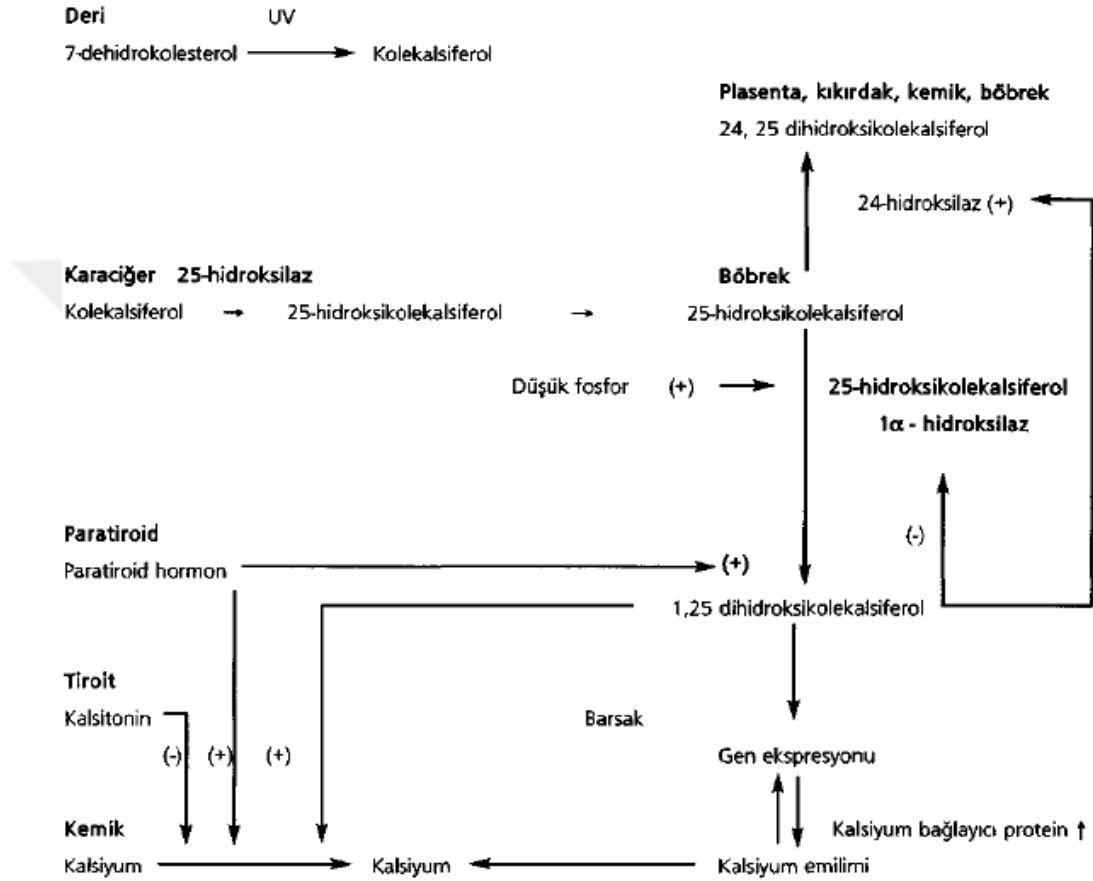 Deri UV
7-dehidrokolesterol Kolekalsiferol
Plasenta, kıkırdak, kemik, böbrek
24, 25 dihidroksikolekalsiferol
24-hidroksilaz (+)
Karaciğer 25-hidroksilaz Böbrek
Kolekalsiferol → 25-hidroksikolekalsiferol → 25-hidroksikolekalsiferol
Düşük fosfor (+) 25-hidroksikolekalsiferol
1α - hidroksilaz
Paratiroid (-)
Paratiroid hormon (+)
1,25 dihidroksikolekalsiferol
Tiroit
Kalsitonin Barsak
(-) (+) (+) Gen ekspresyonu
Kemik Kalsiyum bağlayıcı protein ↑
Kalsiyum Kalsiyum Kalsiyum emilimi